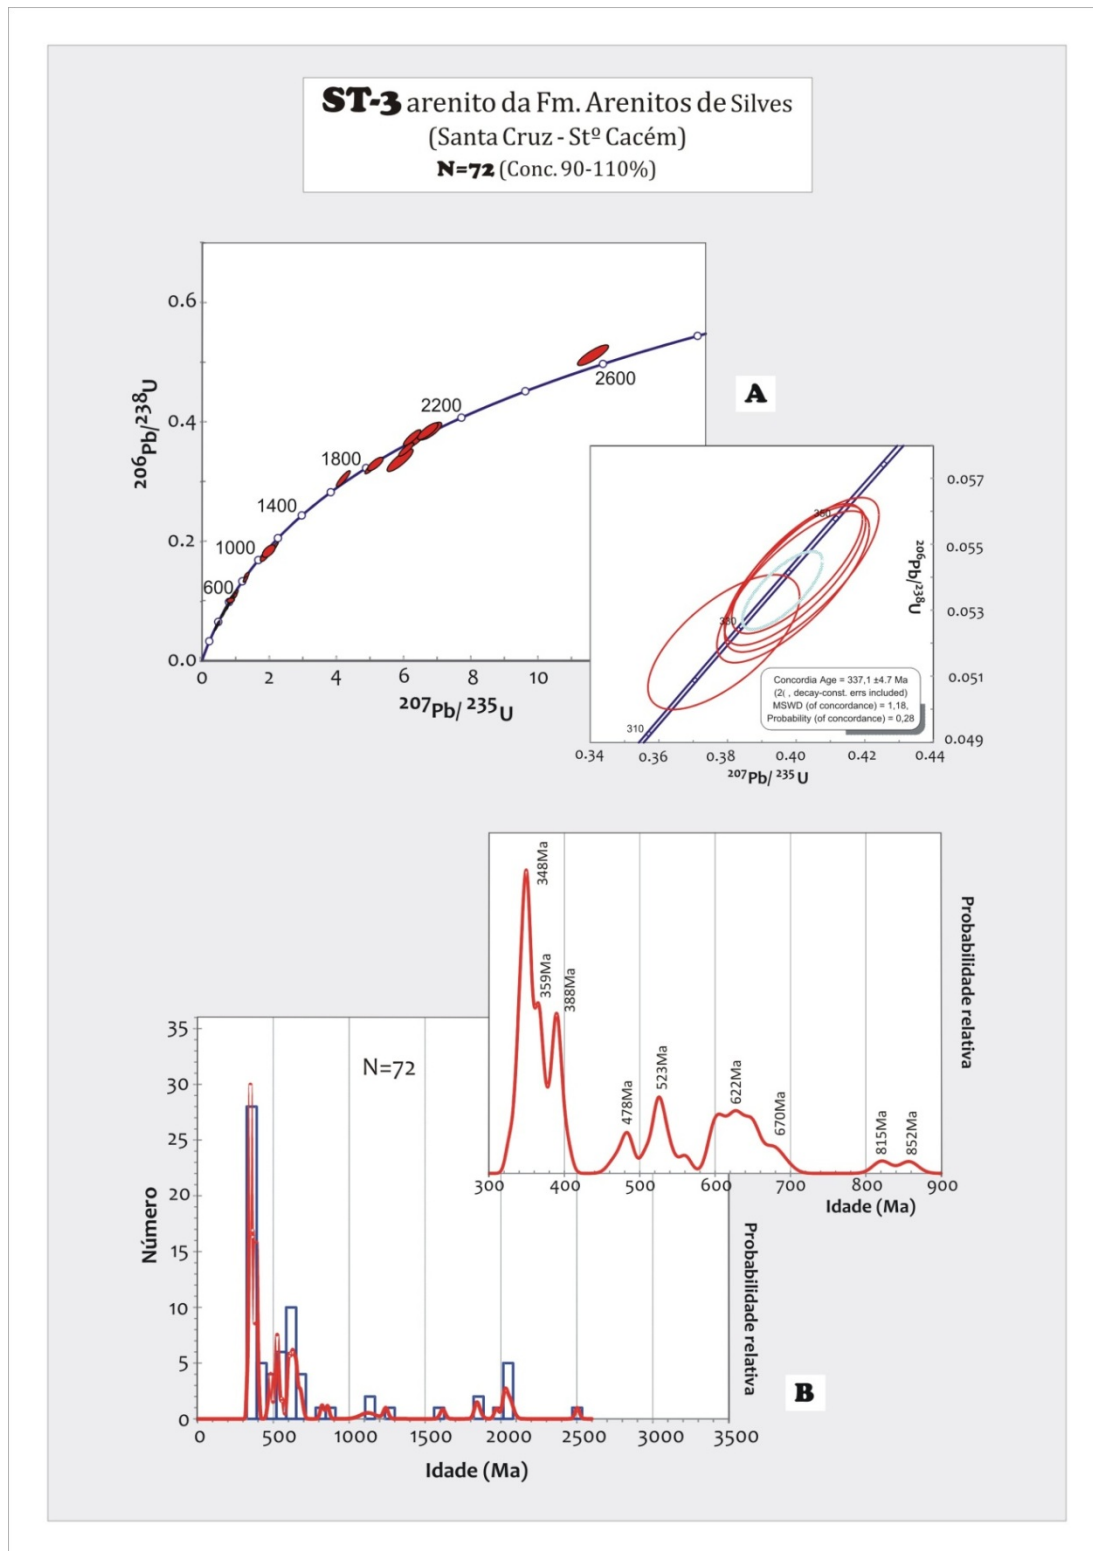 ST-3 arenito da Fm. Arenitos de Silves
(Santa Cruz - Stº Cacém)
N=72 (Conc. 90-110%)
0.6
0.4
0.2
0.0
206Pb/238U
600
1000
1400
1800
2200
2600
0 2 4 6 8 10
207Pb/ 235U
A
380
330
310
0.057
0.055
0.053
0.051
0.049
206Pb/238U
Concordia Age = 337,1 ±4.7 Ma
(2( , decay-const. errs included)
MSWD (of concordance) = 1,18,
Probability (of concordance) = 0,28
0.34 0.36 0.38 0.40 0.42 0.44
207Pb/ 235U
348Ma
359Ma
388Ma
478Ma
523Ma
622Ma
670Ma
815Ma
852Ma
Probabilidade relativa
300 400 500 600 700 800 900
Idade (Ma)
35
30
25
20
15
10
5
0
Número
N=72
Probabilidade relativa
B
0 500 1000 1500 2000 2500 3000 3500
Idade (Ma)